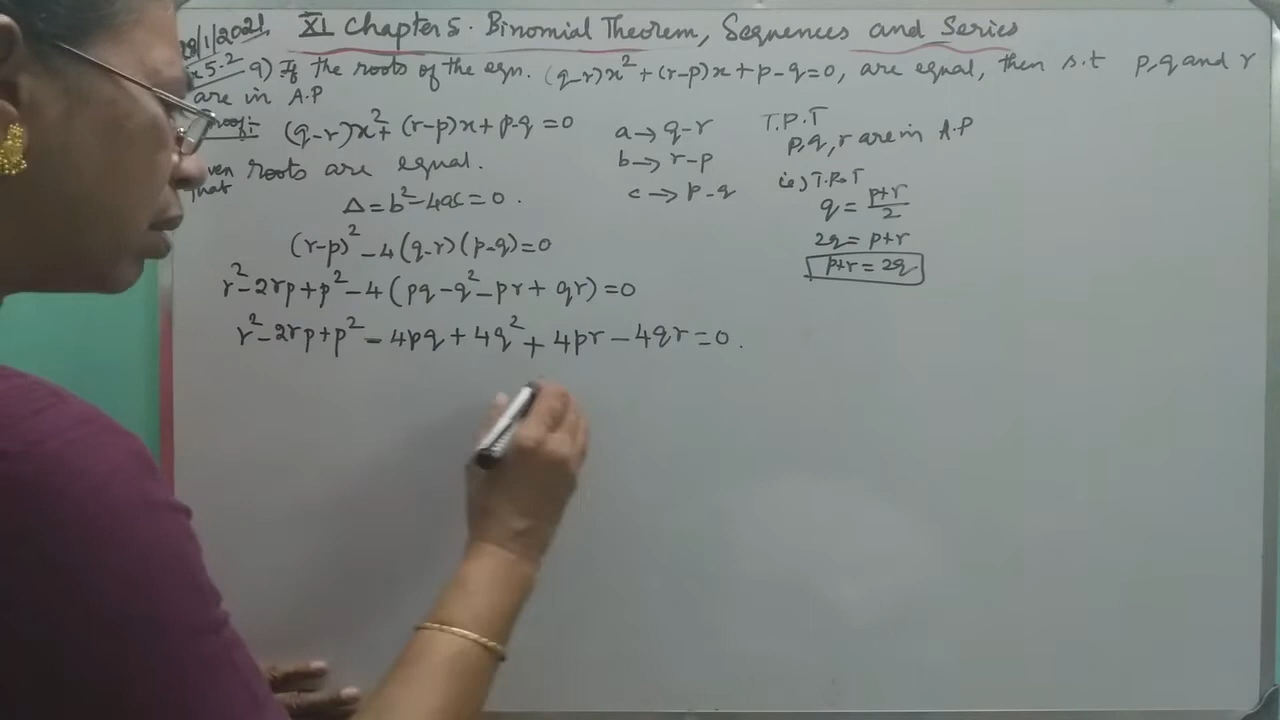 28/1/2021 XI Chapter 5. Binomial Theorem, Sequences and Series
5.2 9) If the roots of the eqn. (q-r)x²+(r-p)x+p-q=0, are equal, then s.t p,q and r
are in A.P
Proof:- (q-r)x²+(r-p)x+p-q=0
roots are equal.
that
Δ=b²-4ac=0.
(r-p)²-4(q-r)(p-q)=0
r²-2rp+p²-4(pq-q²-pr+qr)=0
r²-2rp+p²-4pq+4q²+4pr-4qr=0.
a→q-r
b→r-p
c→p-q
T.P.T
p,q,r are in A.P
(ie) T.P.T
q=p+r/2
2q=p+r
p+r=2q